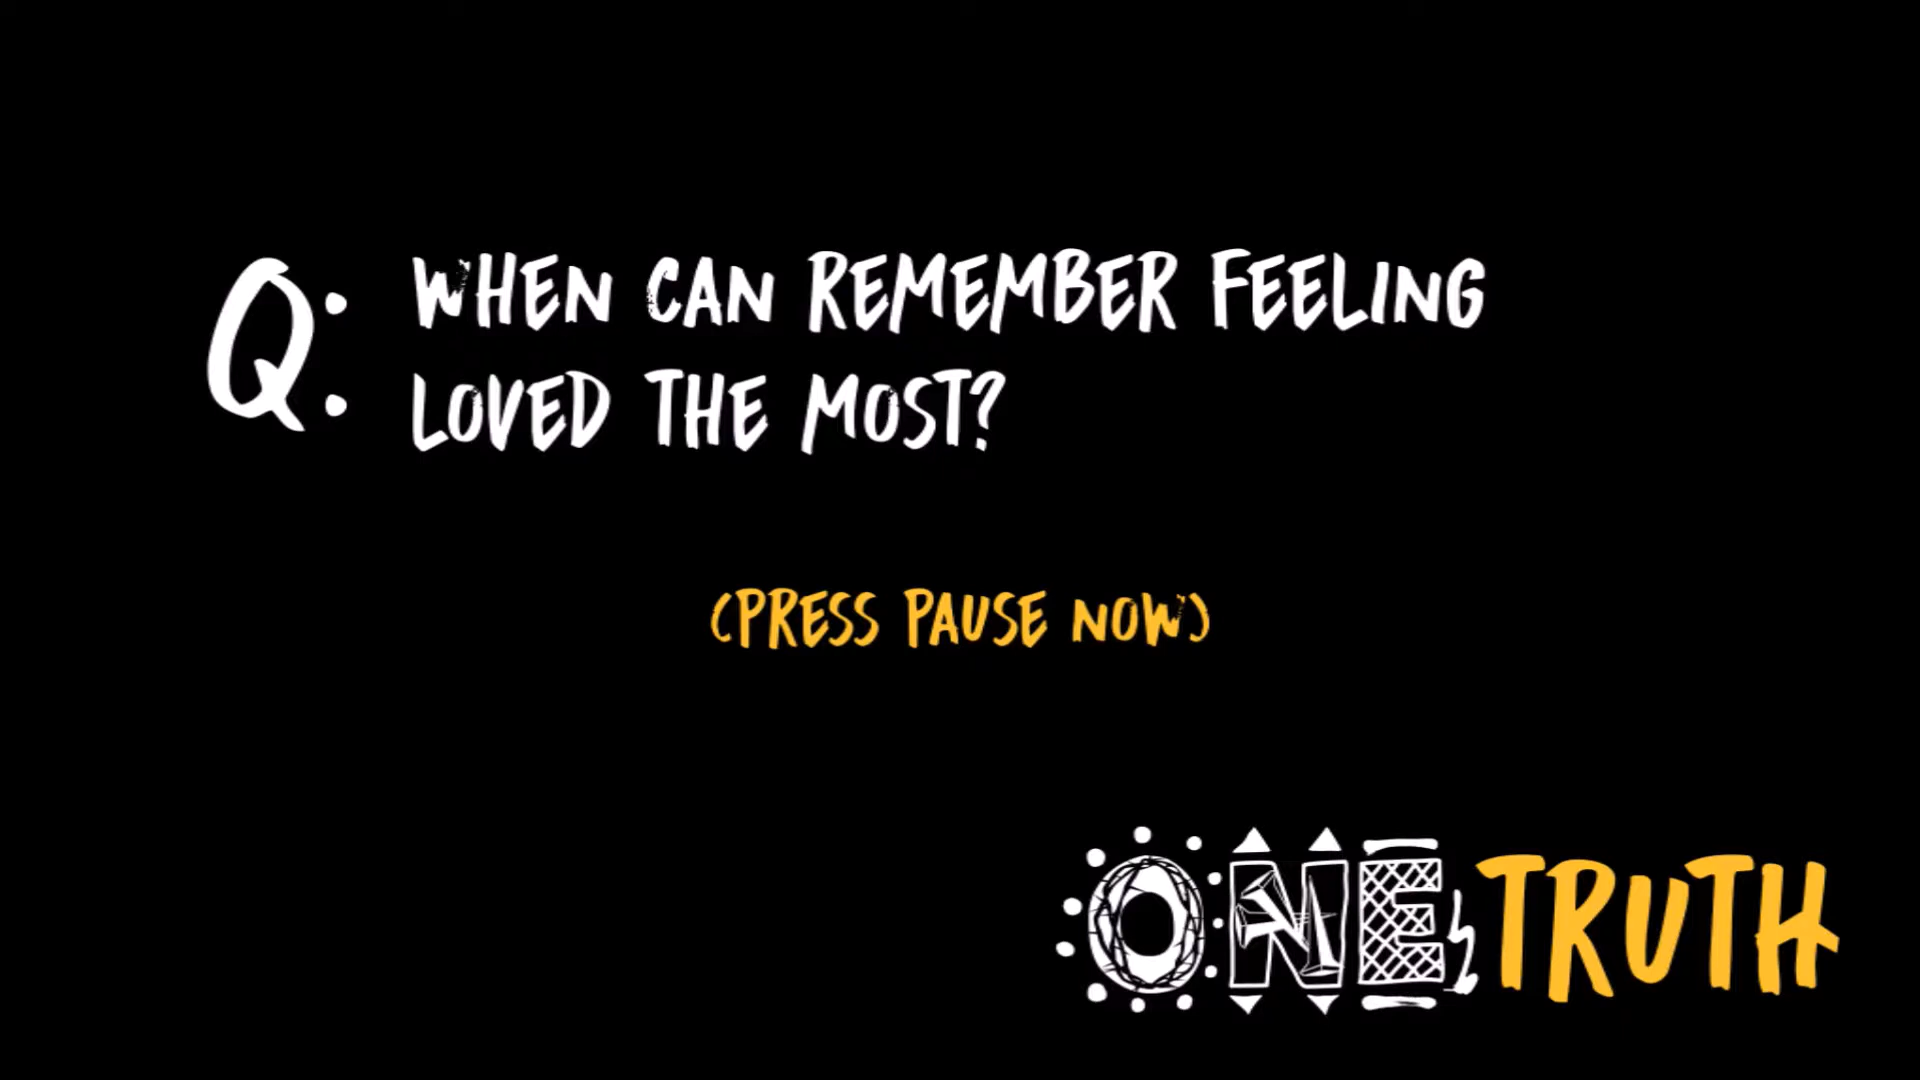 Q: WHEN CAN REMEMBER FEELING
LOVED THE MOST?
(PRESS PAUSE NOW)
ONE TRUTH